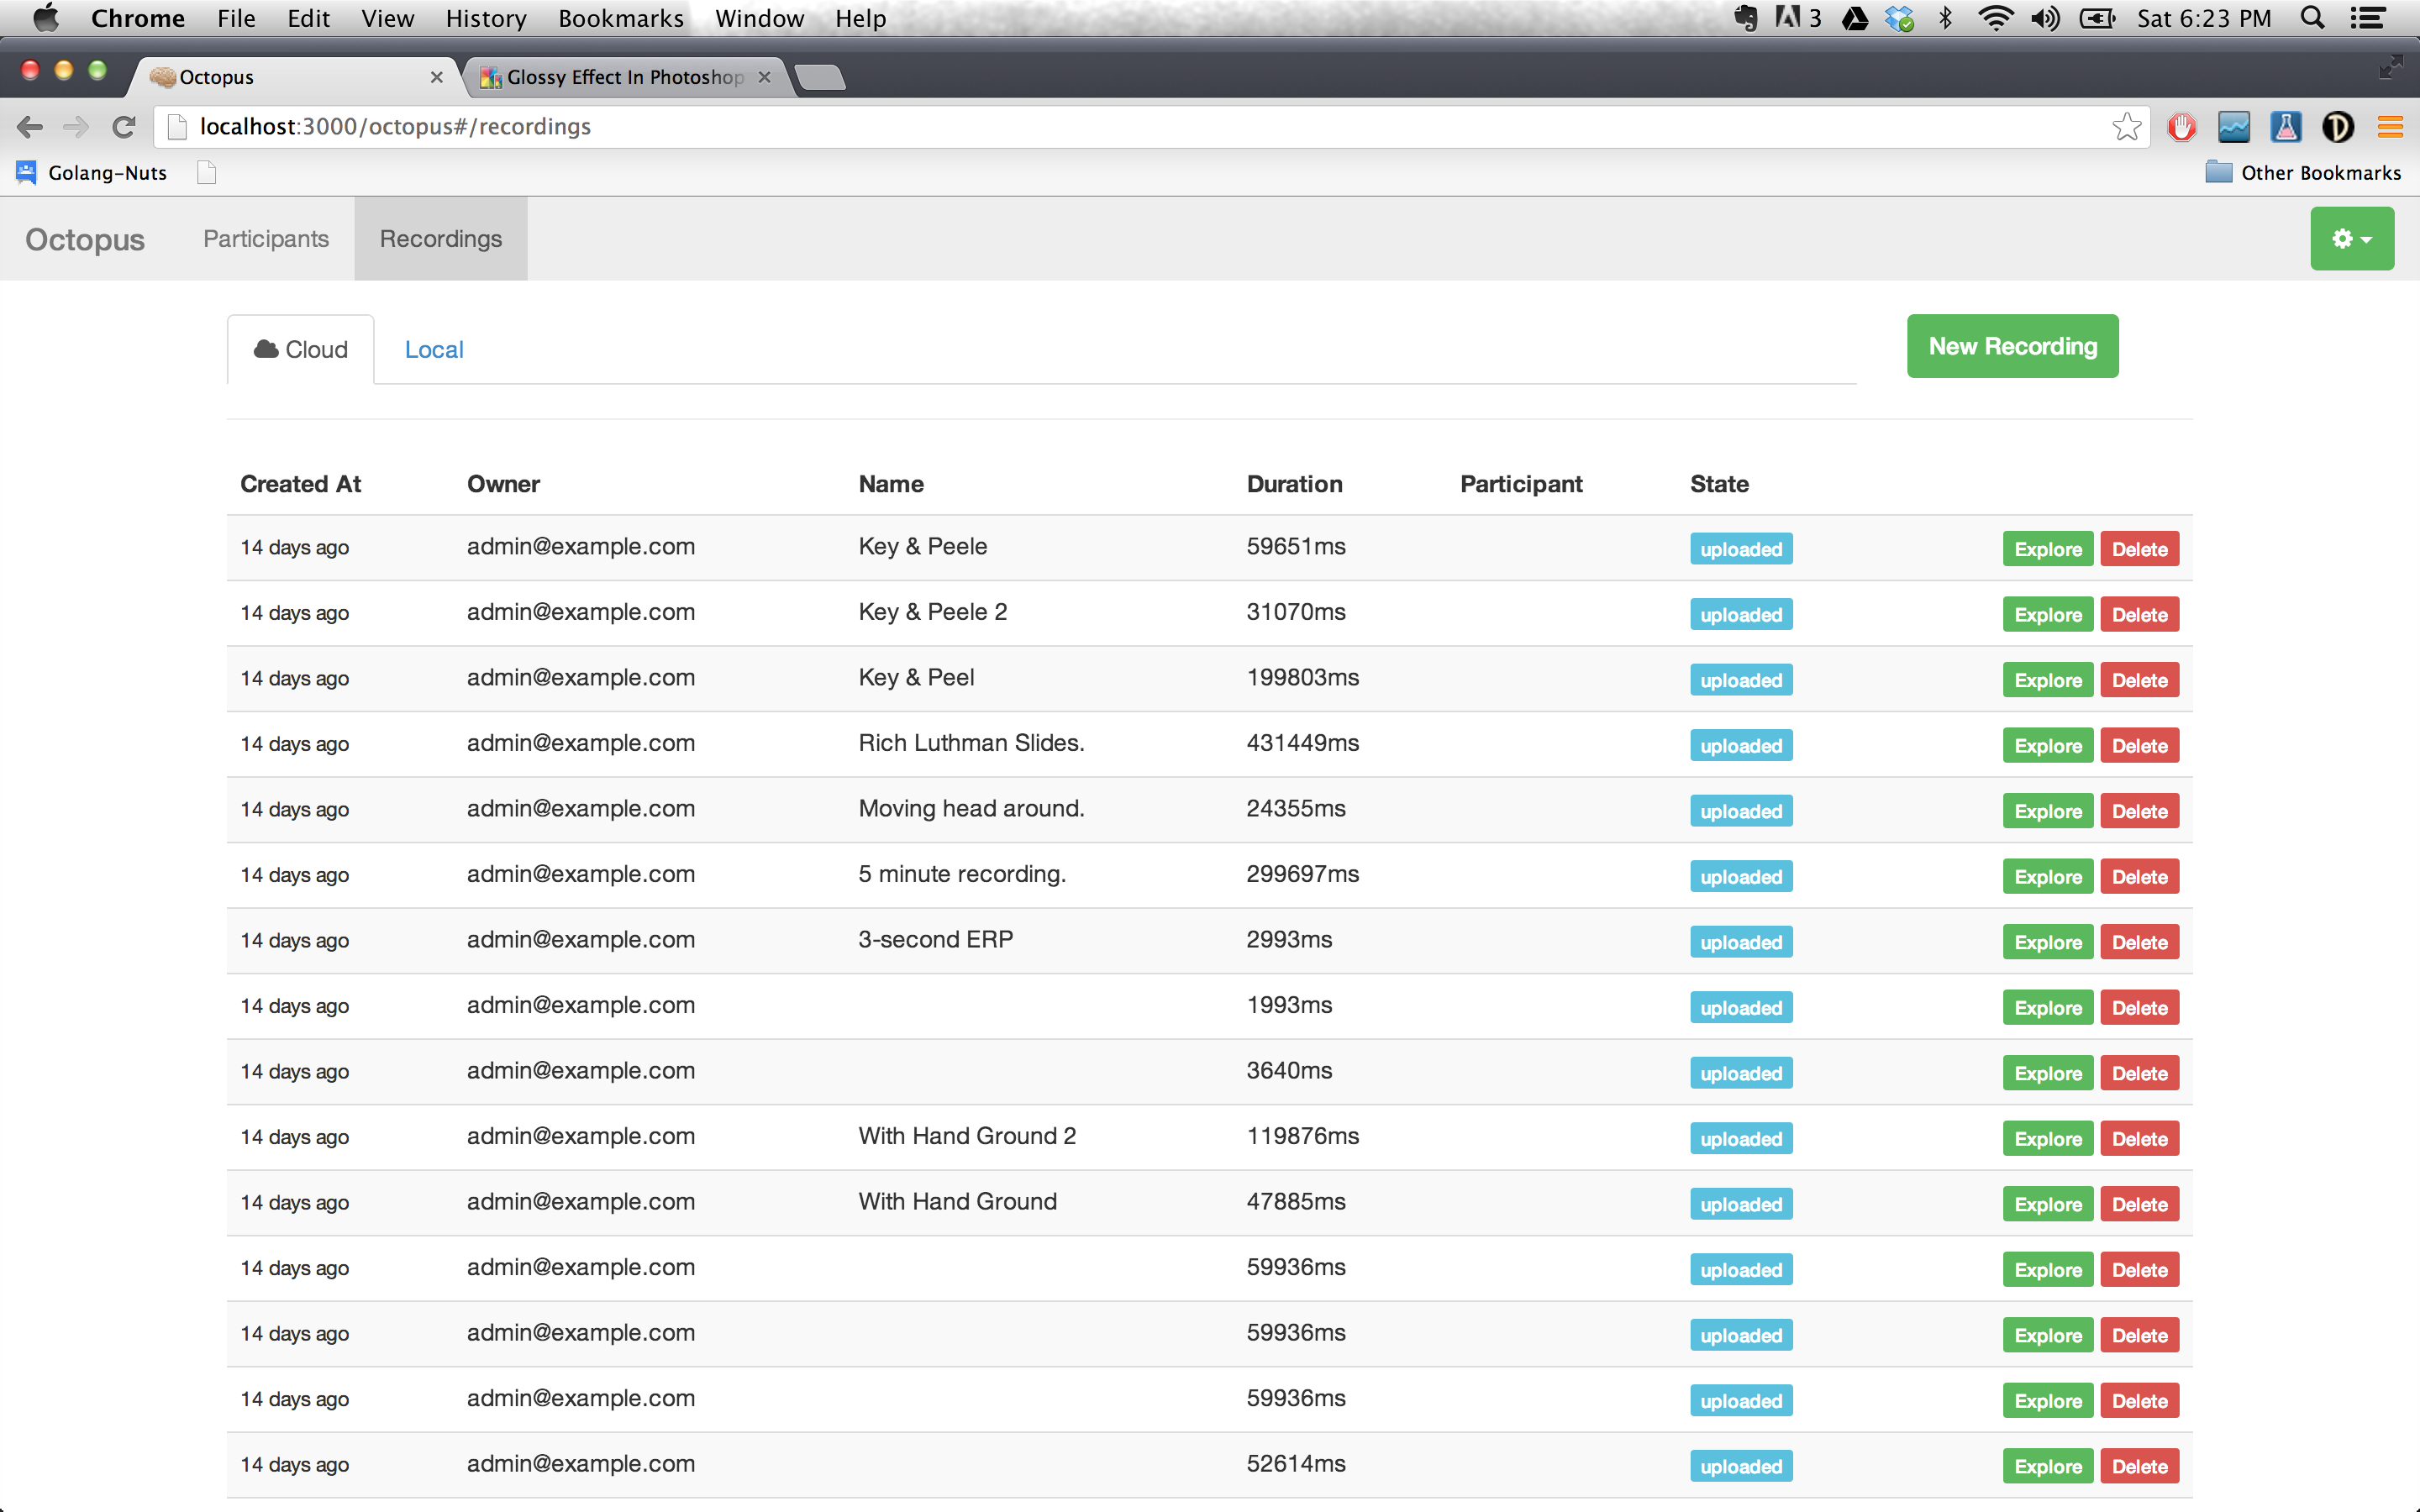 Chrome File Edit View History Bookmarks Window Help 3 Sat 6:23 PM
Octopus Glossy Effect In Photoshop
localhost:3000/octopus#/recordings
Golang-Nuts Other Bookmarks
Octopus Participants Recordings
Cloud Local New Recording
Created At Owner Name Duration Participant State
14 days ago admin@example.com Key & Peele 59651ms uploaded Explore Delete
14 days ago admin@example.com Key & Peele 2 31070ms uploaded Explore Delete
14 days ago admin@example.com Key & Peel 199803ms uploaded Explore Delete
14 days ago admin@example.com Rich Luthman Slides. 431449ms uploaded Explore Delete
14 days ago admin@example.com Moving head around. 24355ms uploaded Explore Delete
14 days ago admin@example.com 5 minute recording. 299697ms uploaded Explore Delete
14 days ago admin@example.com 3-second ERP 2993ms uploaded Explore Delete
14 days ago admin@example.com 1993ms uploaded Explore Delete
14 days ago admin@example.com 3640ms uploaded Explore Delete
14 days ago admin@example.com With Hand Ground 2 119876ms uploaded Explore Delete
14 days ago admin@example.com With Hand Ground 47885ms uploaded Explore Delete
14 days ago admin@example.com 59936ms uploaded Explore Delete
14 days ago admin@example.com 59936ms uploaded Explore Delete
14 days ago admin@example.com 59936ms uploaded Explore Delete
14 days ago admin@example.com 52614ms uploaded Explore Delete